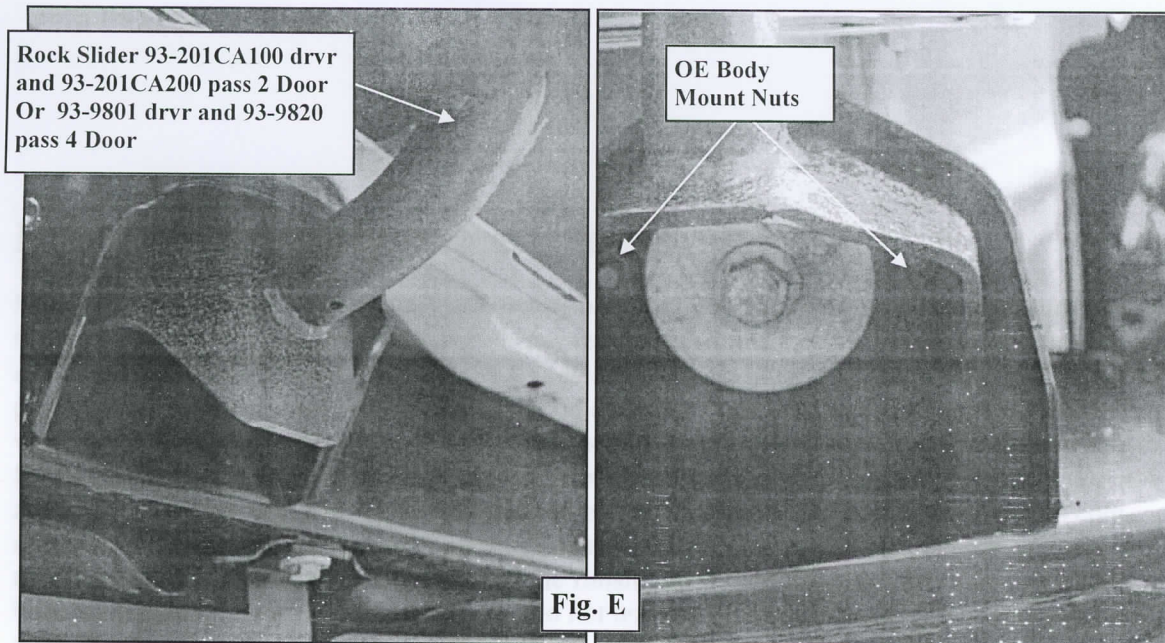 Rock Slider 93-201CA100 drvr
and 93-201CA200 pass 2 Door
Or 93-9801 drvr and 93-9820
pass 4 Door
OE Body
Mount Nuts
Fig. E